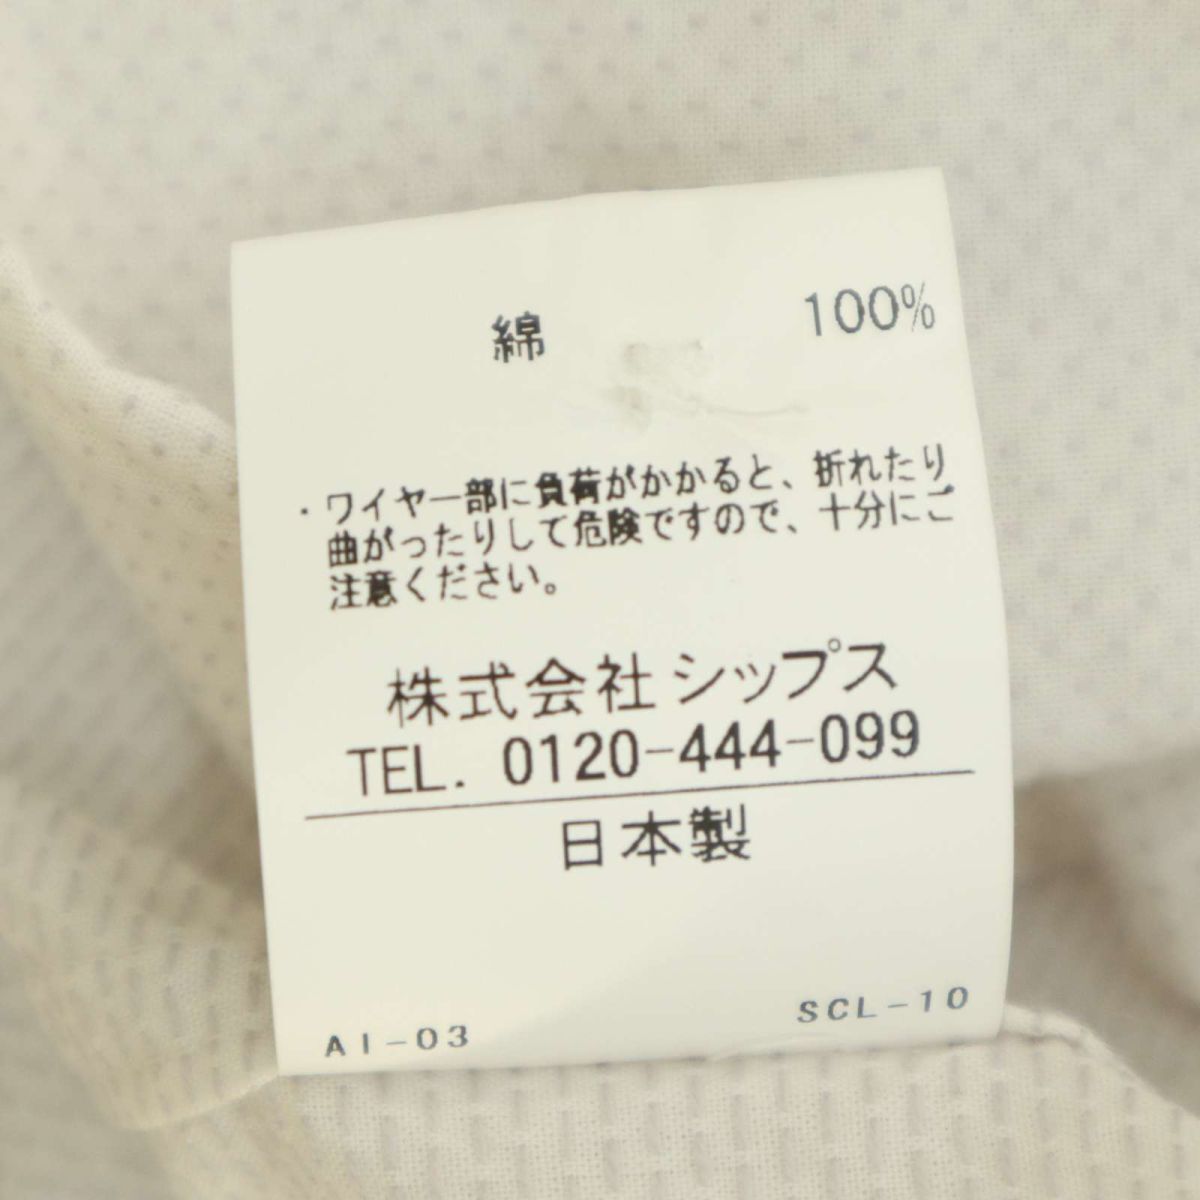 綿 100%
・ワイヤー部に負荷がかかると、折れたり
曲がったりして危険ですので、十分にご
注意ください。
株式会社シップス
TEL. 0120-444-099
日本製
AI-03 SCL-10